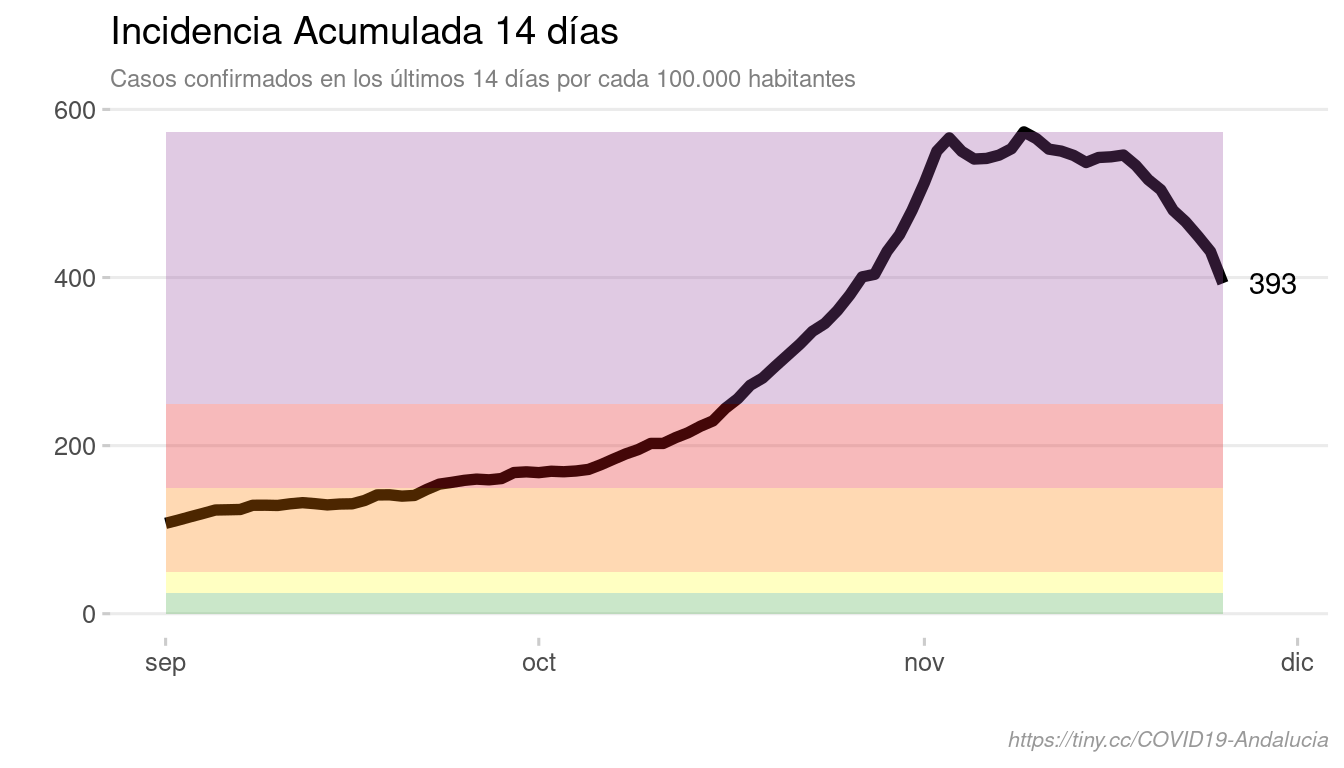 Incidencia Acumulada 14 días
Casos confirmados en los últimos 14 días por cada 100.000 habitantes
600
400
393
200
0
sep oct nov dic
https://tiny.cc/COVID19-Andalucia